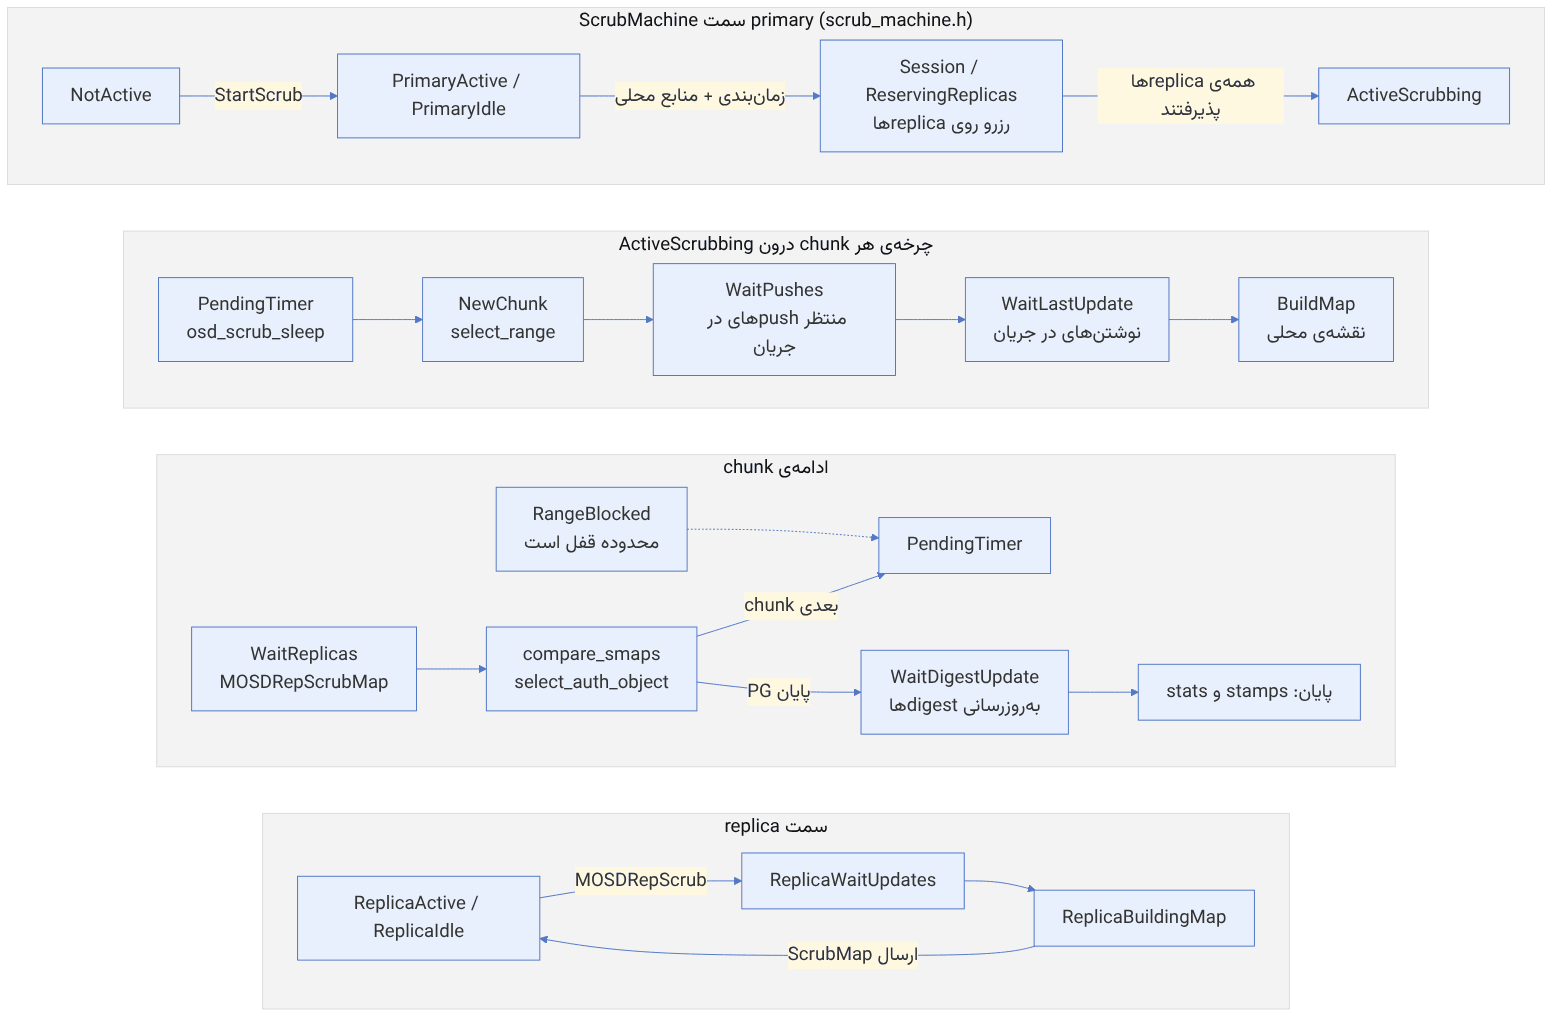 ScrubMachine سمت primary (scrub_machine.h)
NotActive
StartScrub
PrimaryActive /
PrimaryIdle
زمان‌بندی + منابع محلی
Session /
ReservingReplicas
رزرو روی replicaها
همه‌ی replicaها
پذیرفتند
ActiveScrubbing
چرخه‌ی هر chunk درون ActiveScrubbing
PendingTimer
osd_scrub_sleep
NewChunk
select_range
WaitPushes
منتظر pushهای در
جریان
WaitLastUpdate
نوشتن‌های در جریان
BuildMap
نقشه‌ی محلی
ادامه‌ی chunk
RangeBlocked
محدوده قفل است
PendingTimer
chunk بعدی
WaitReplicas
MOSDRepScrubMap
compare_smaps
select_auth_object
پایان PG
WaitDigestUpdate
به‌روزرسانی digestها
پایان: stamps و stats
سمت replica
ReplicaActive /
ReplicaIdle
MOSDRepScrub
ReplicaWaitUpdates
ReplicaBuildingMap
ارسال ScrubMap